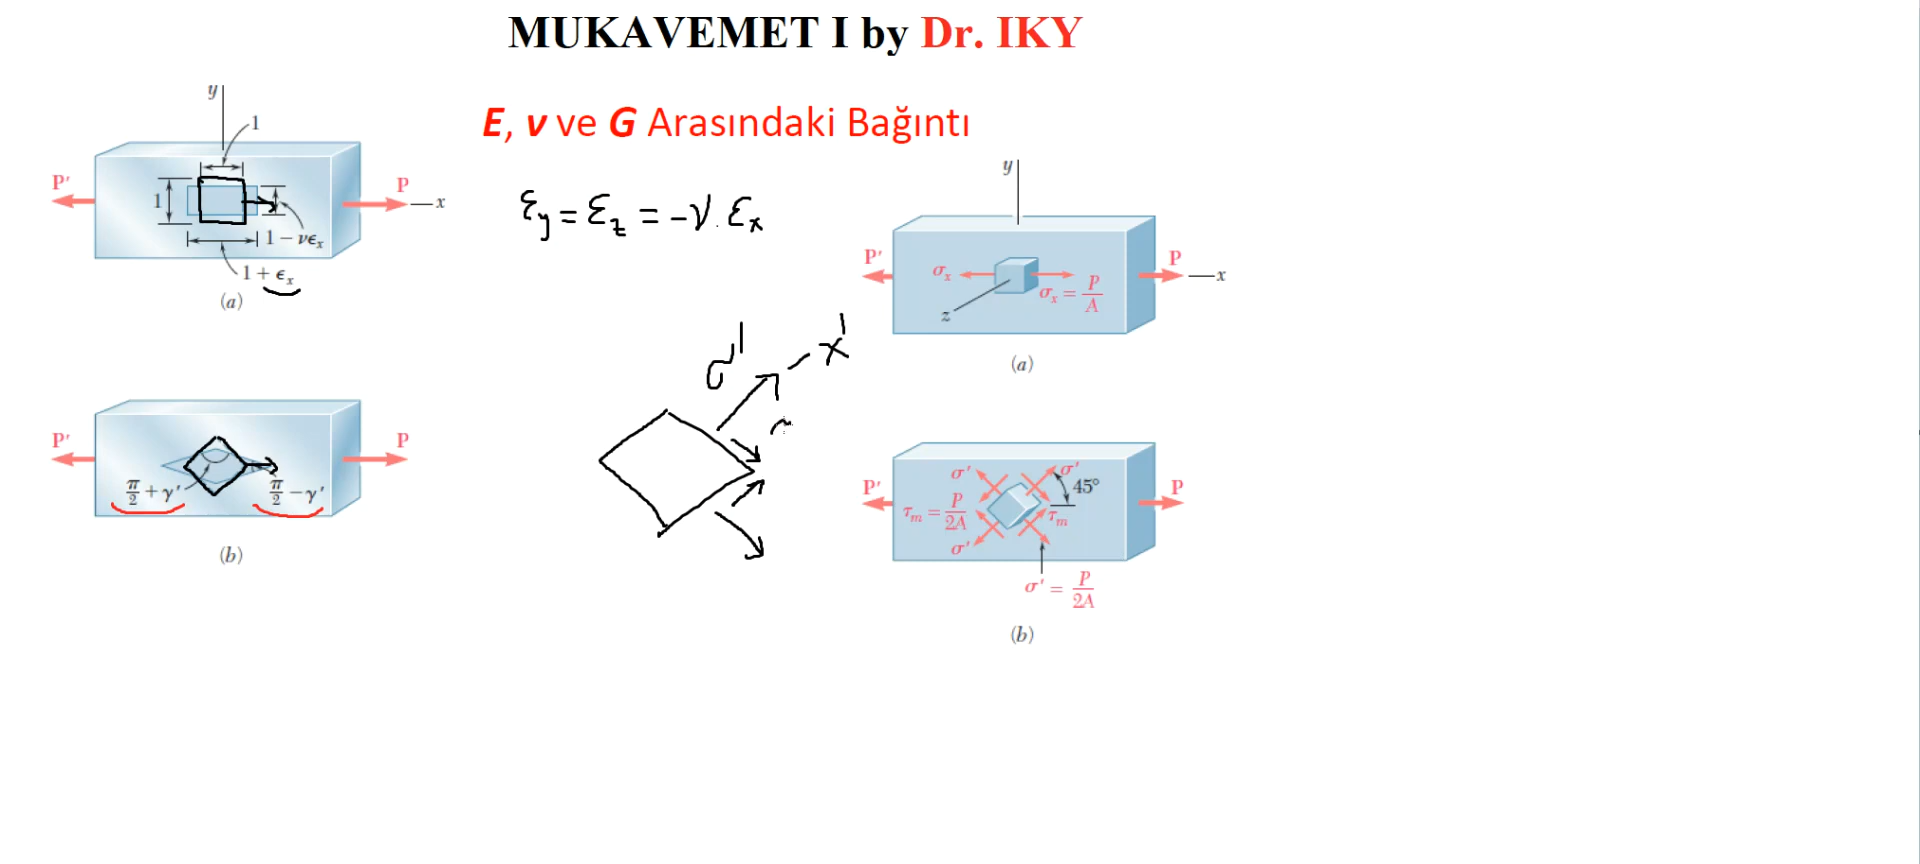 MUKAVEMET I by Dr. IKY
E, ν ve G Arasındaki Bağıntı
y
1
P'
1
P
x
1 − νϵₓ
1 + ϵₓ
(a)
εy = εz = −ν . εx
y
P'
σₓ
P
x
σₓ = P/A
z
(a)
σ'
x'
P'
P
π/2 + γ'
π/2 − γ'
(b)
P'
σ'
σ'
45°
P
τₘ = P/2A
τₘ
σ'
σ' = P/2A
(b)